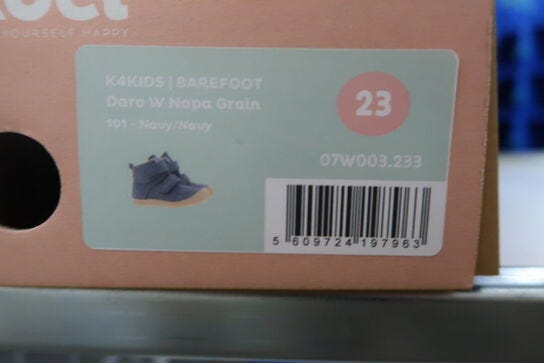 YOURSELF.HAPPY
K4KIDS | BAREFOOT
Daro W Napa Grain
101 - Navy/Navy
23
07W003.233
5 609724 197963